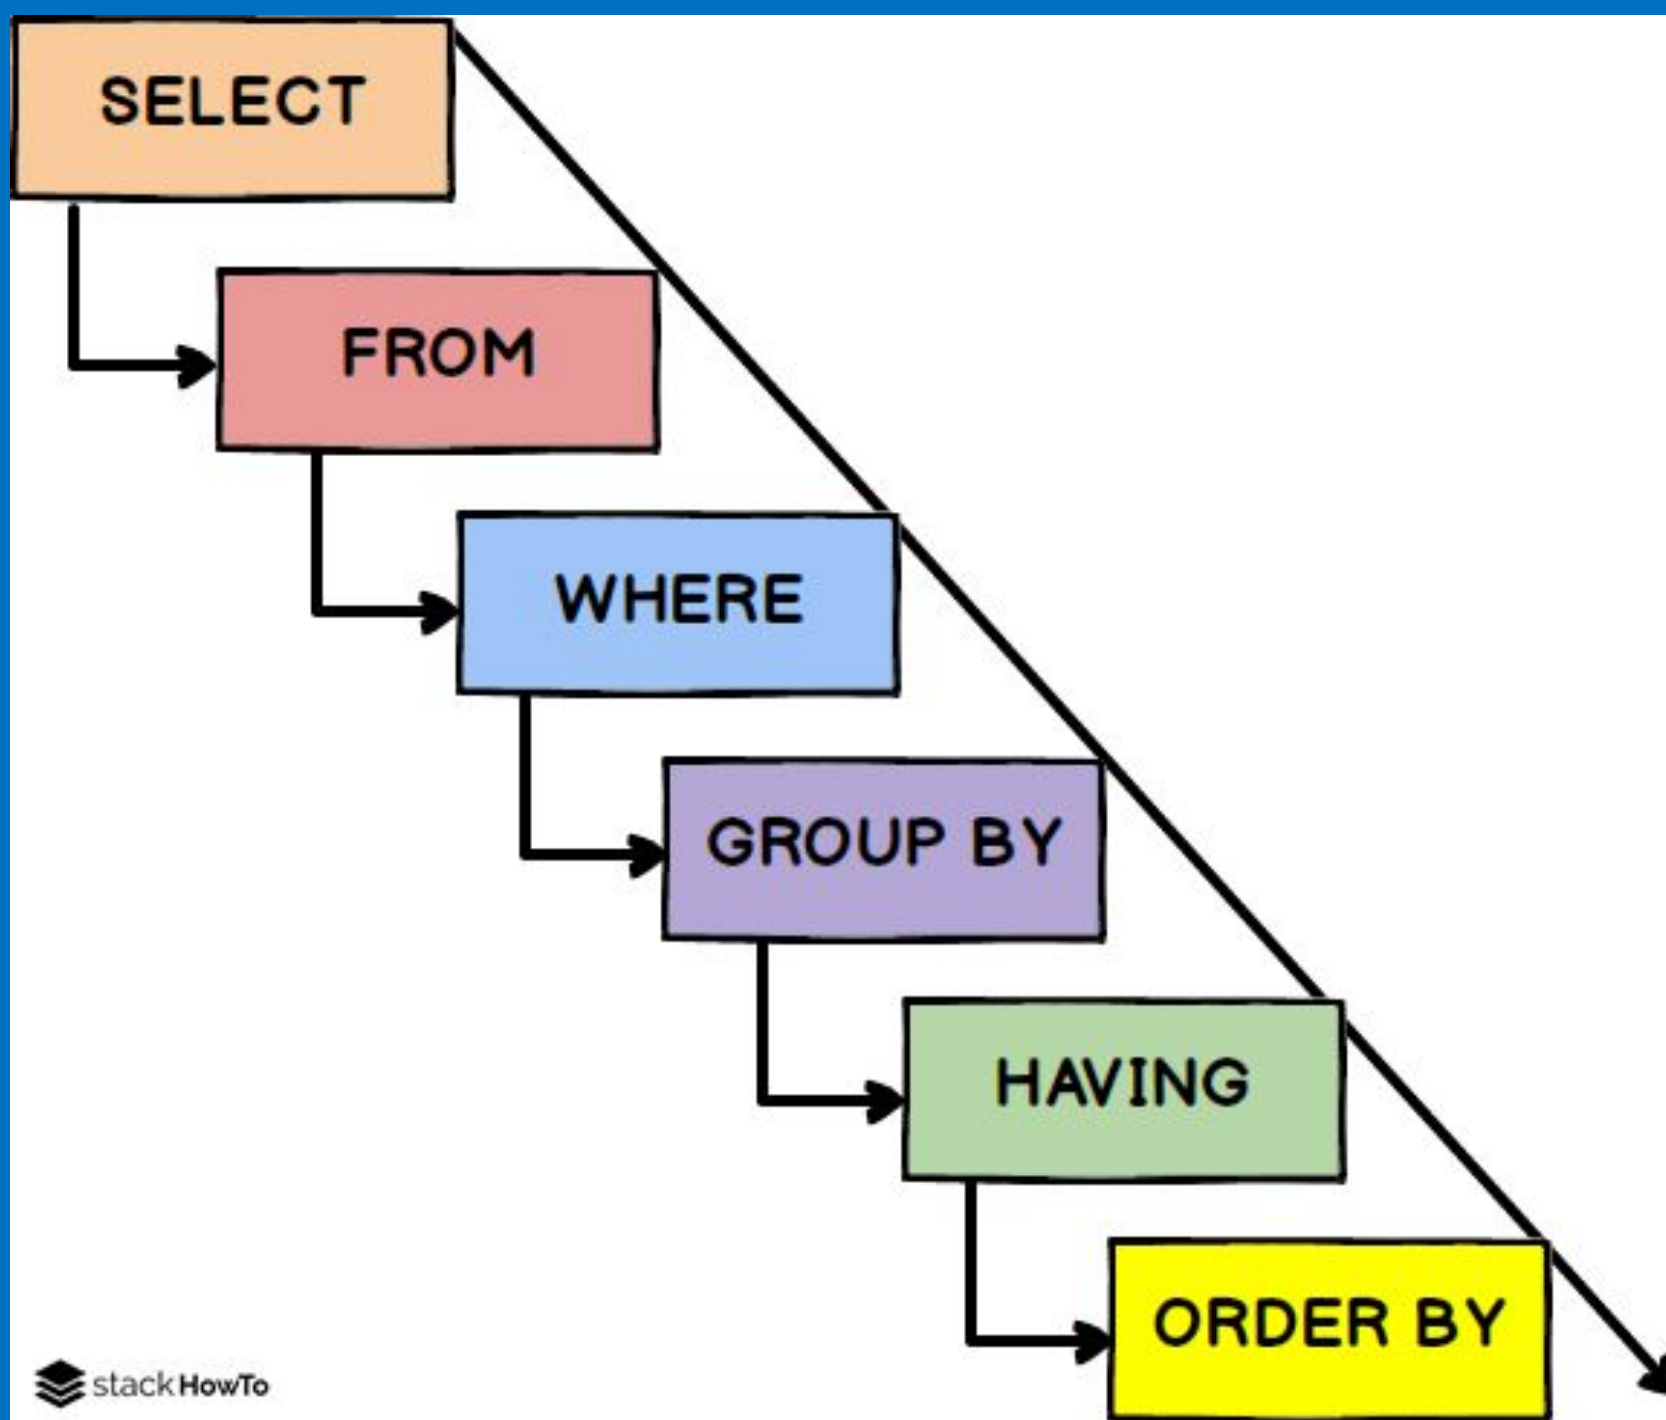 SELECT
FROM
WHERE
GROUP BY
HAVING
ORDER BY
stack HowTo